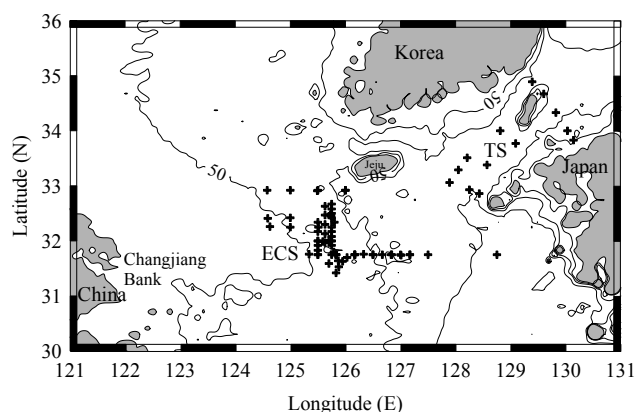 36
35
34
33
32
31
30
Latitude (N)
Korea
50
TS
Jeju
50
Japan
50
ECS
Changjiang
Bank
China
121 122 123 124 125 126 127 128 129 130 131
Longitude (E)